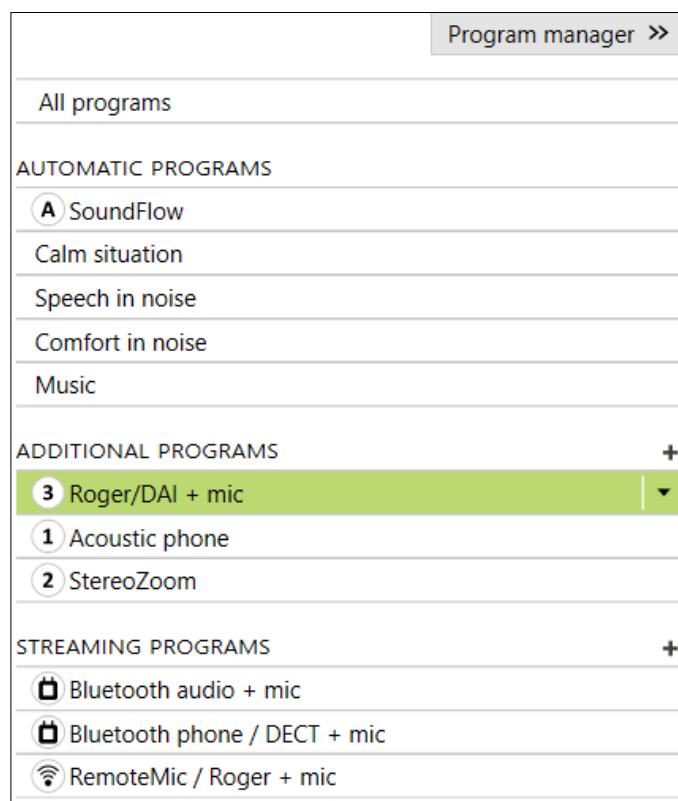 Program manager »
All programs
AUTOMATIC PROGRAMS
A SoundFlow
Calm situation
Speech in noise
Comfort in noise
Music
ADDITIONAL PROGRAMS +
3 Roger/DAI + mic
1 Acoustic phone
2 StereoZoom
STREAMING PROGRAMS +
Bluetooth audio + mic
Bluetooth phone / DECT + mic
RemoteMic / Roger + mic